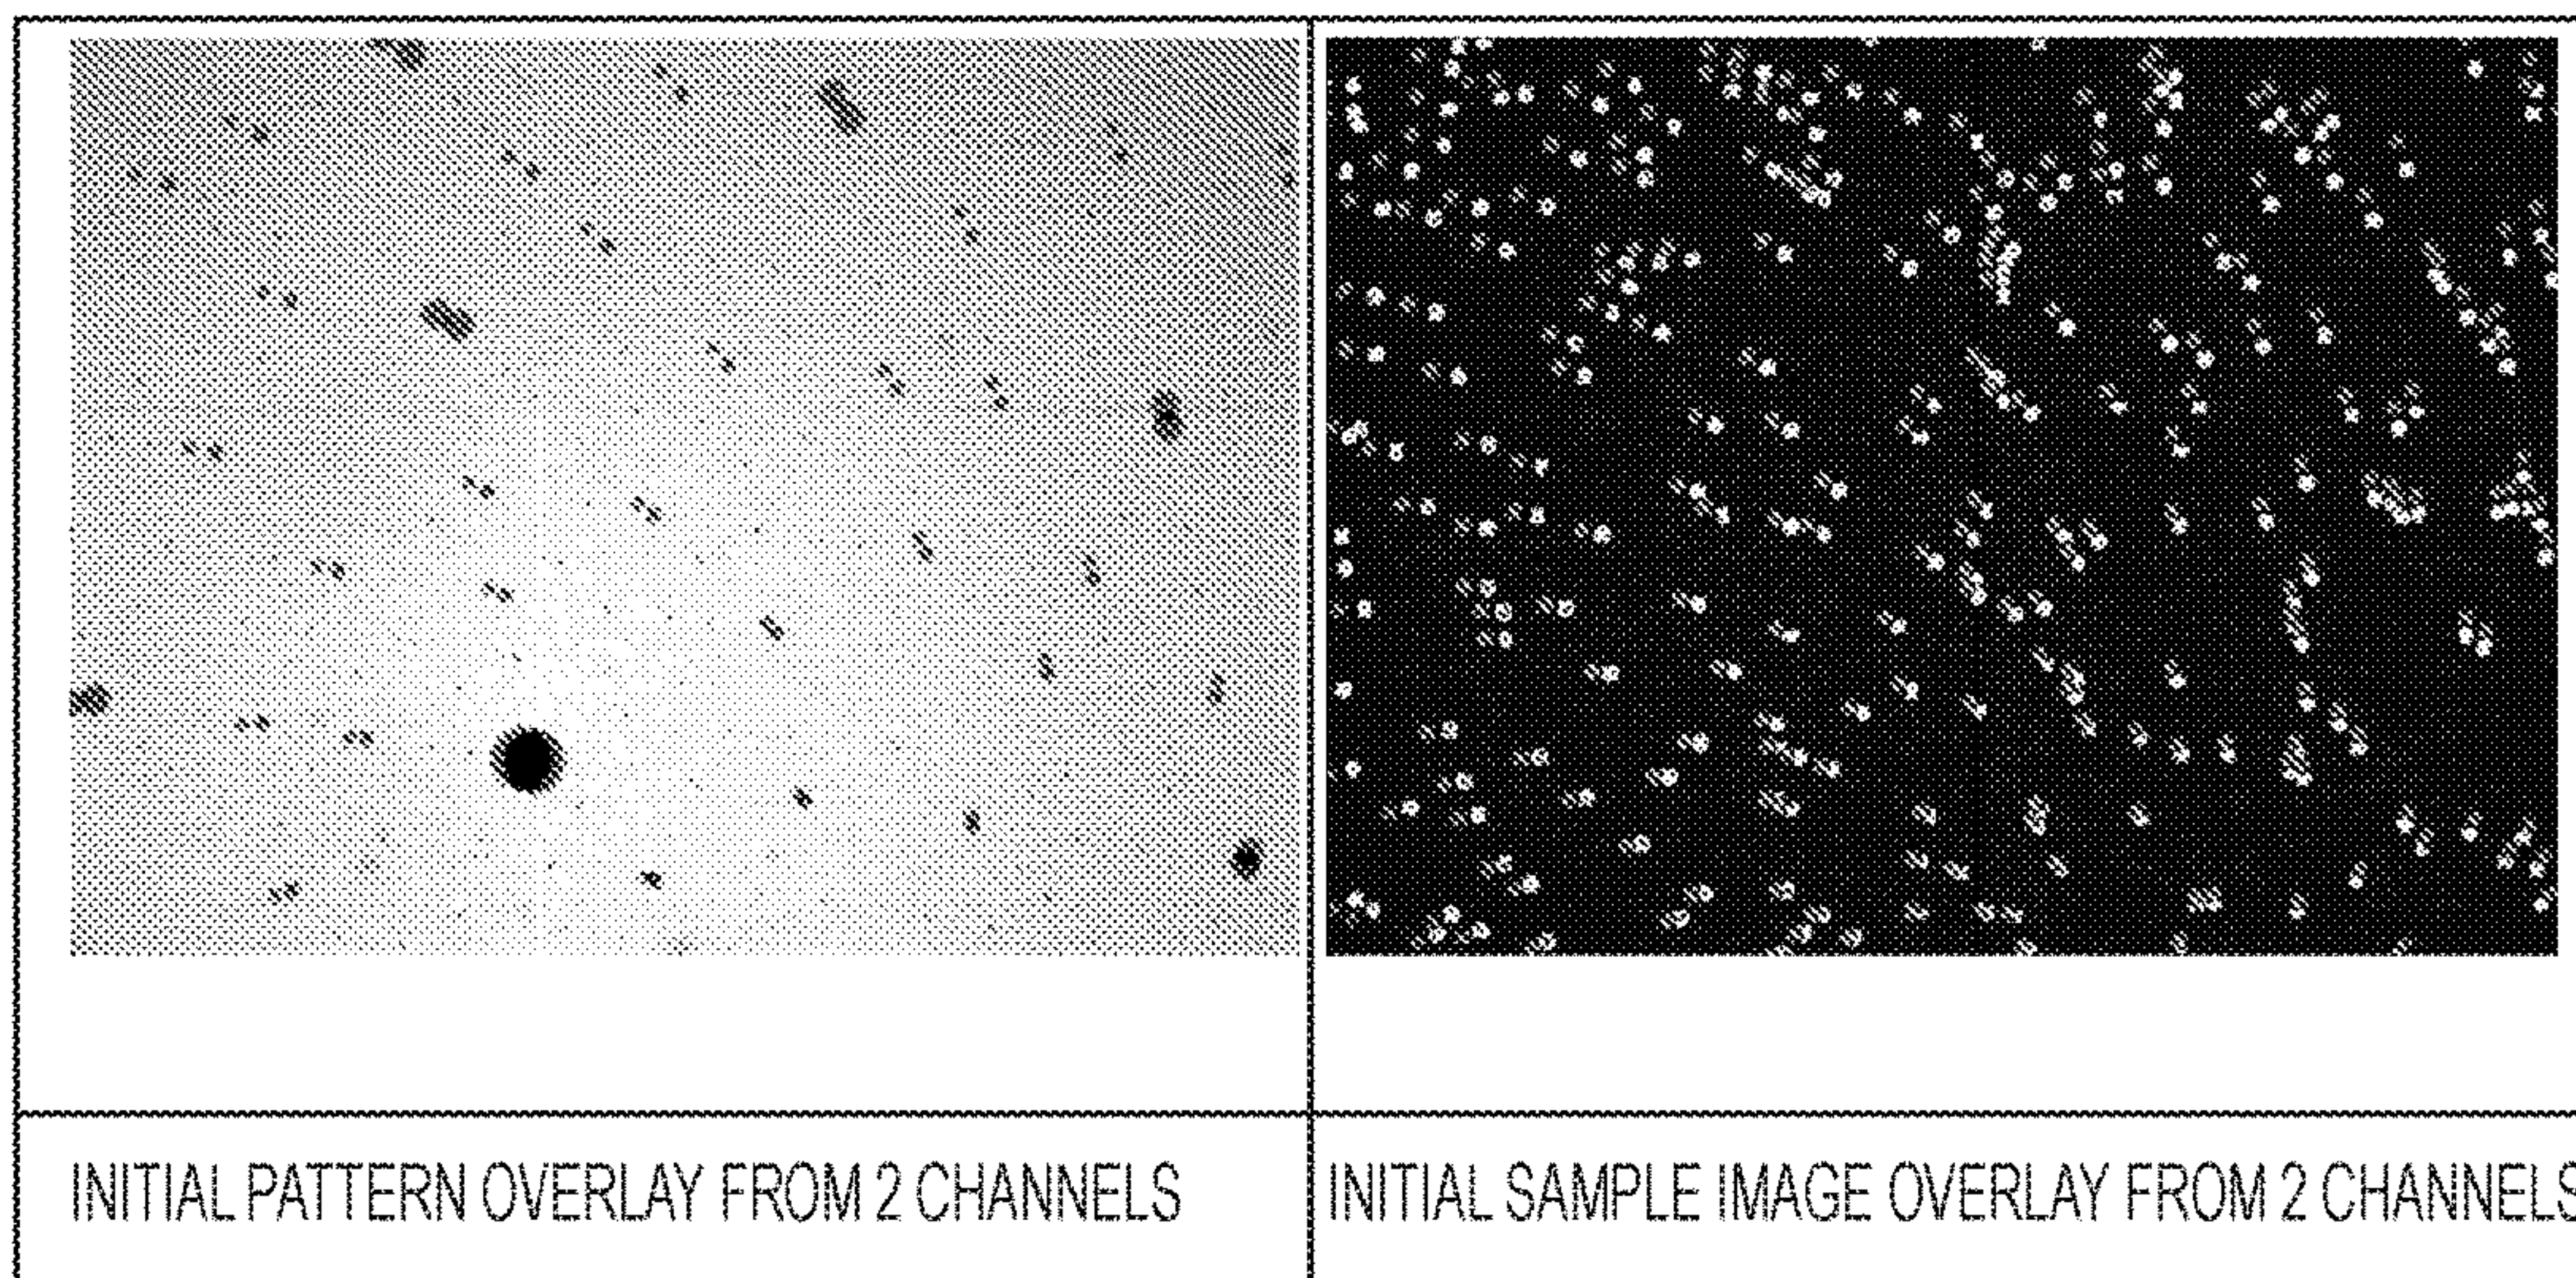 INITIAL PATTERN OVERLAY FROM 2 CHANNELS
INITIAL SAMPLE IMAGE OVERLAY FROM 2 CHANNELS